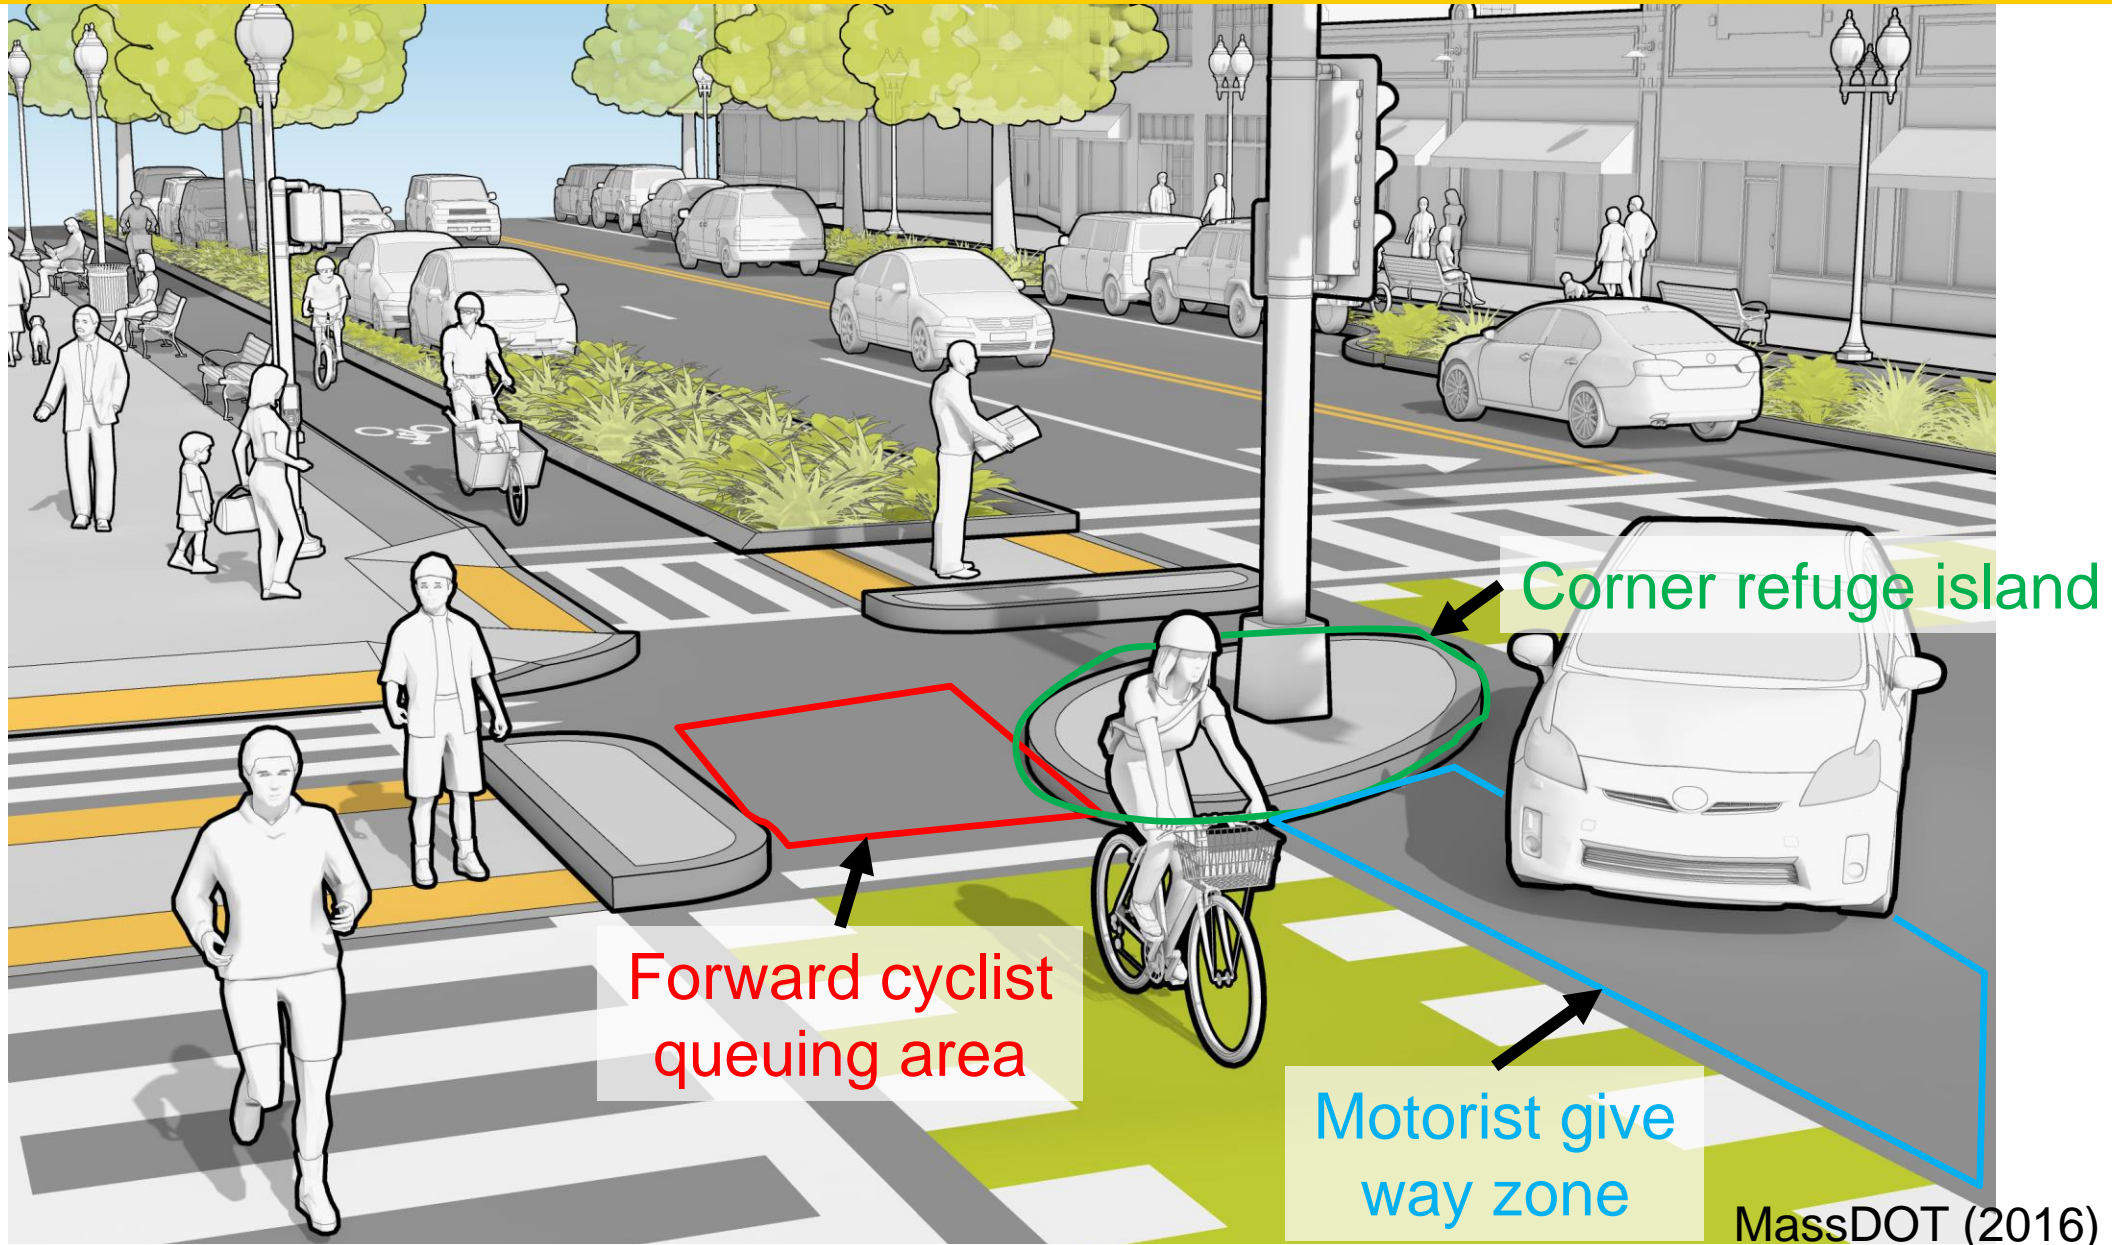 Corner refuge island
Forward cyclist
queuing area
Motorist give
way zone
MassDOT (2016)